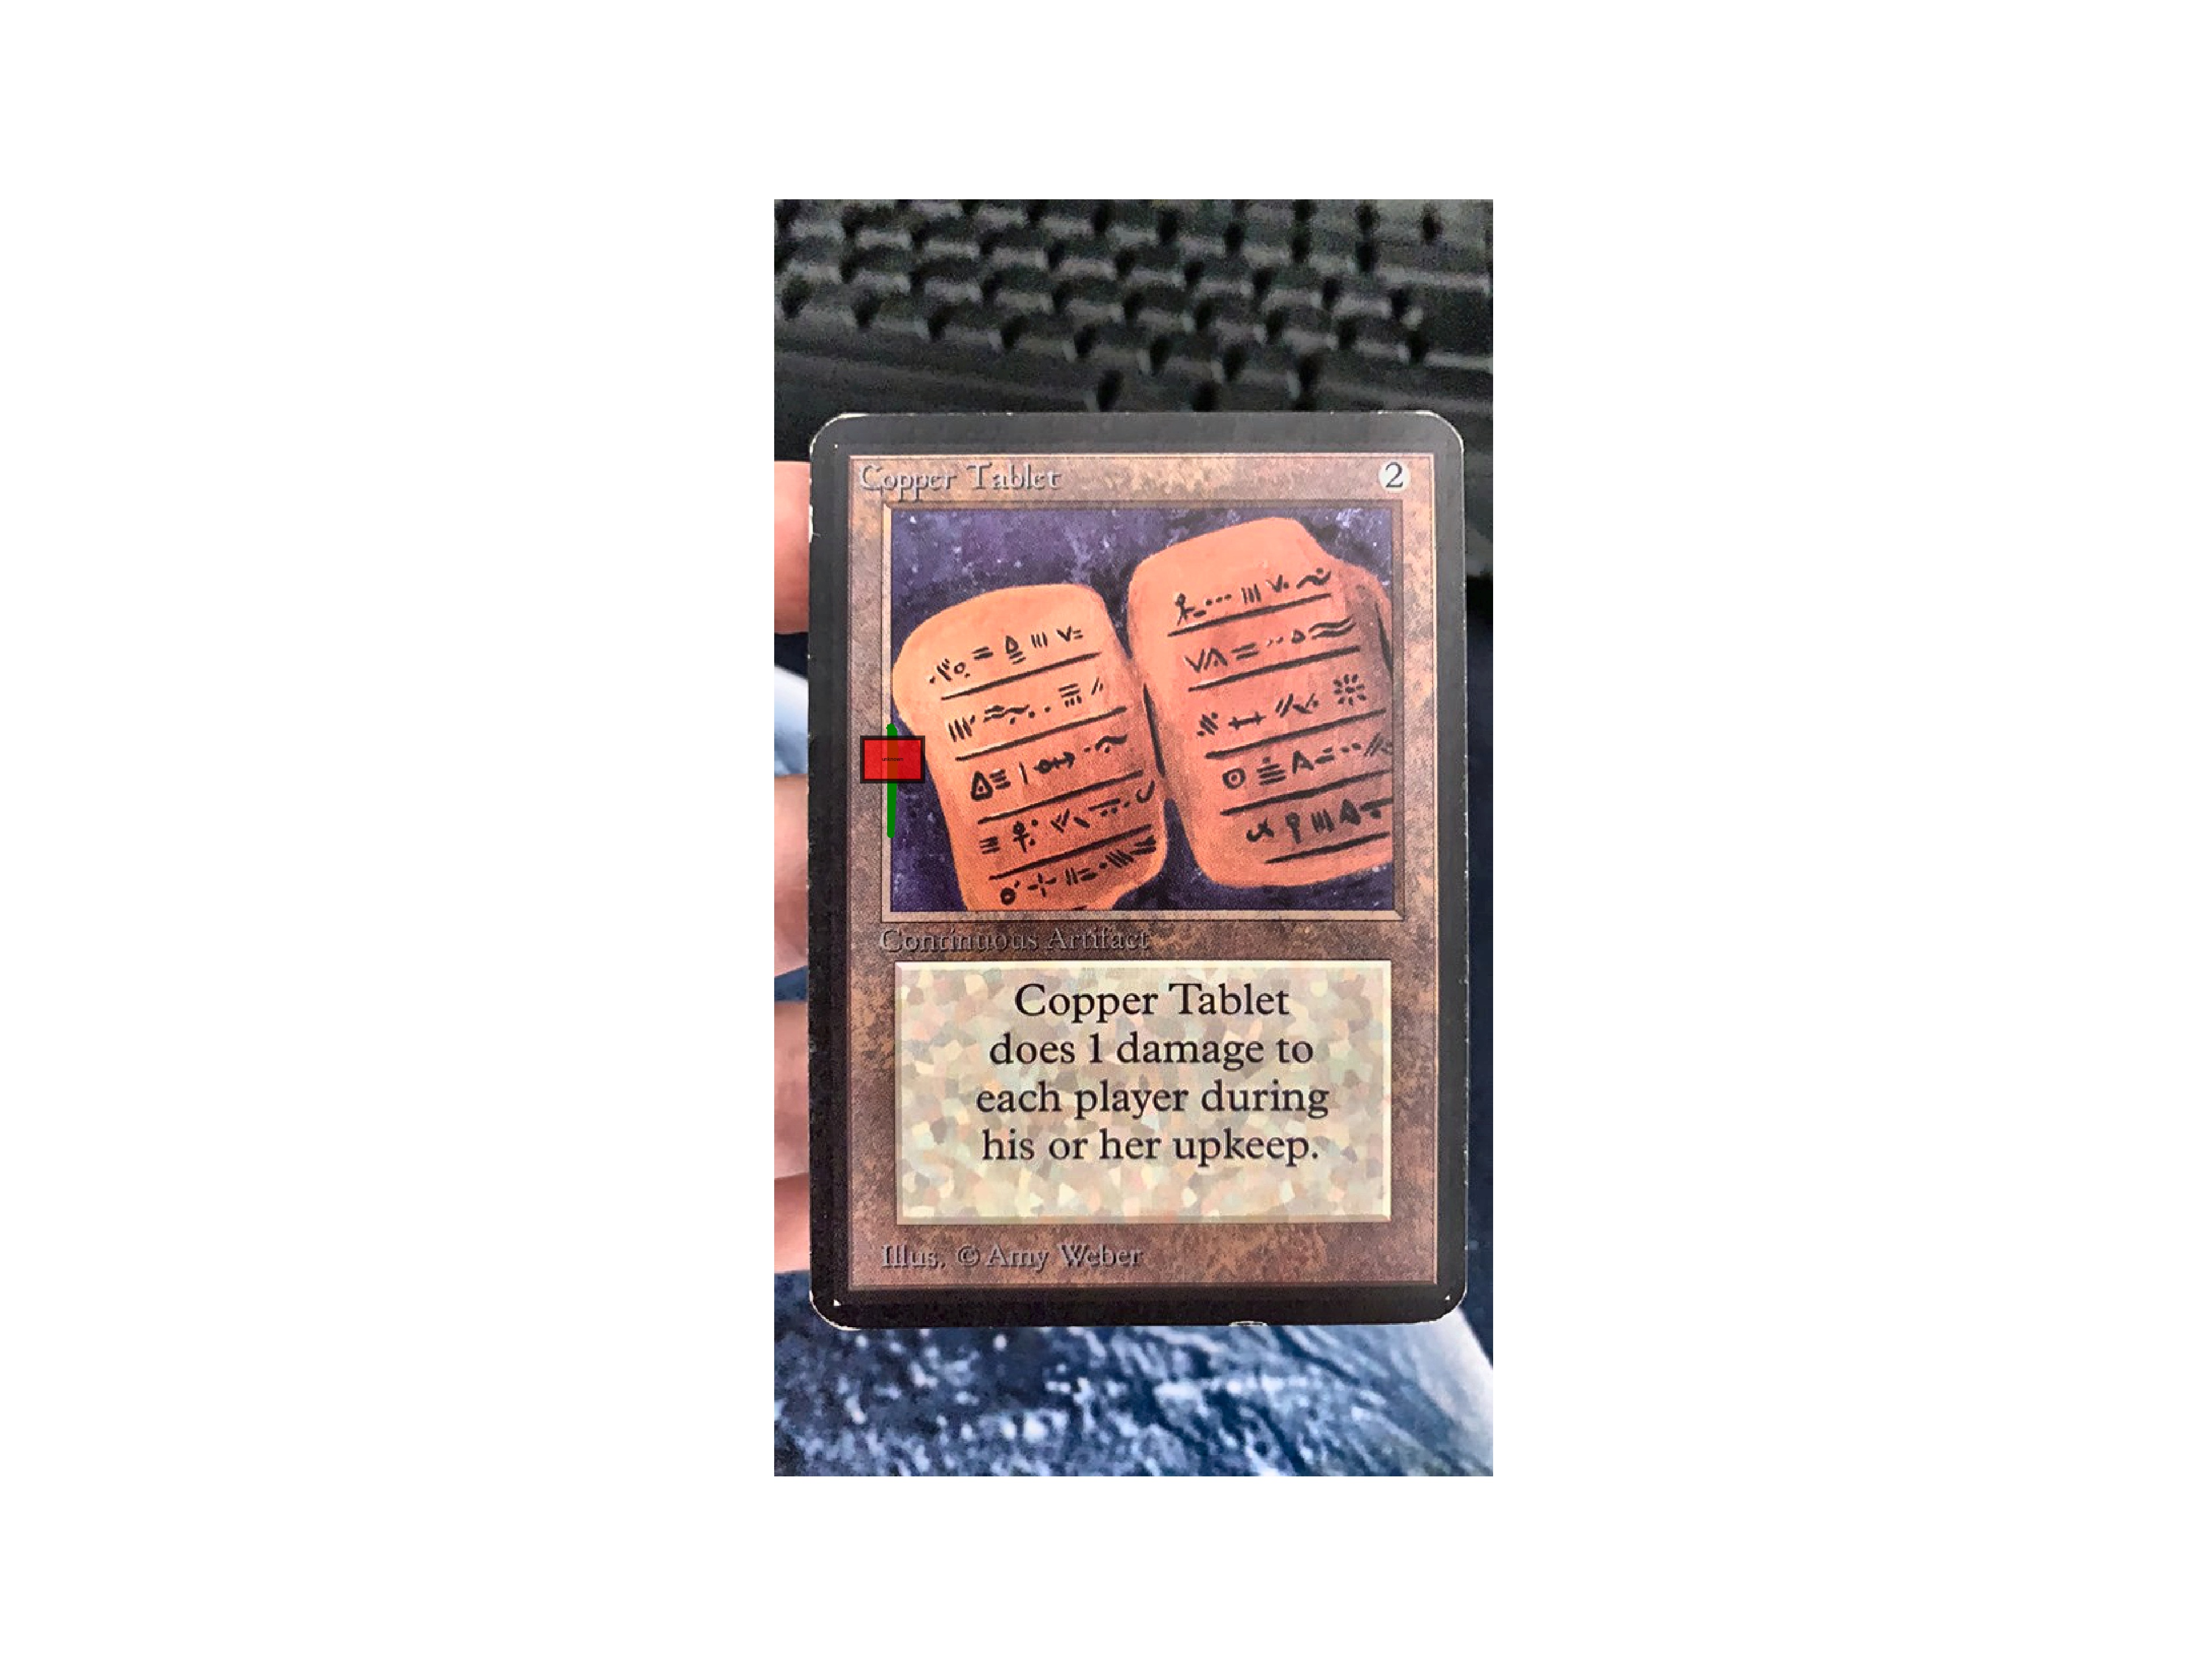 Copper Tablet
2
Continuous Artifact
Copper Tablet
does 1 damage to
each player during
his or her upkeep.
Illus. © Amy Weber